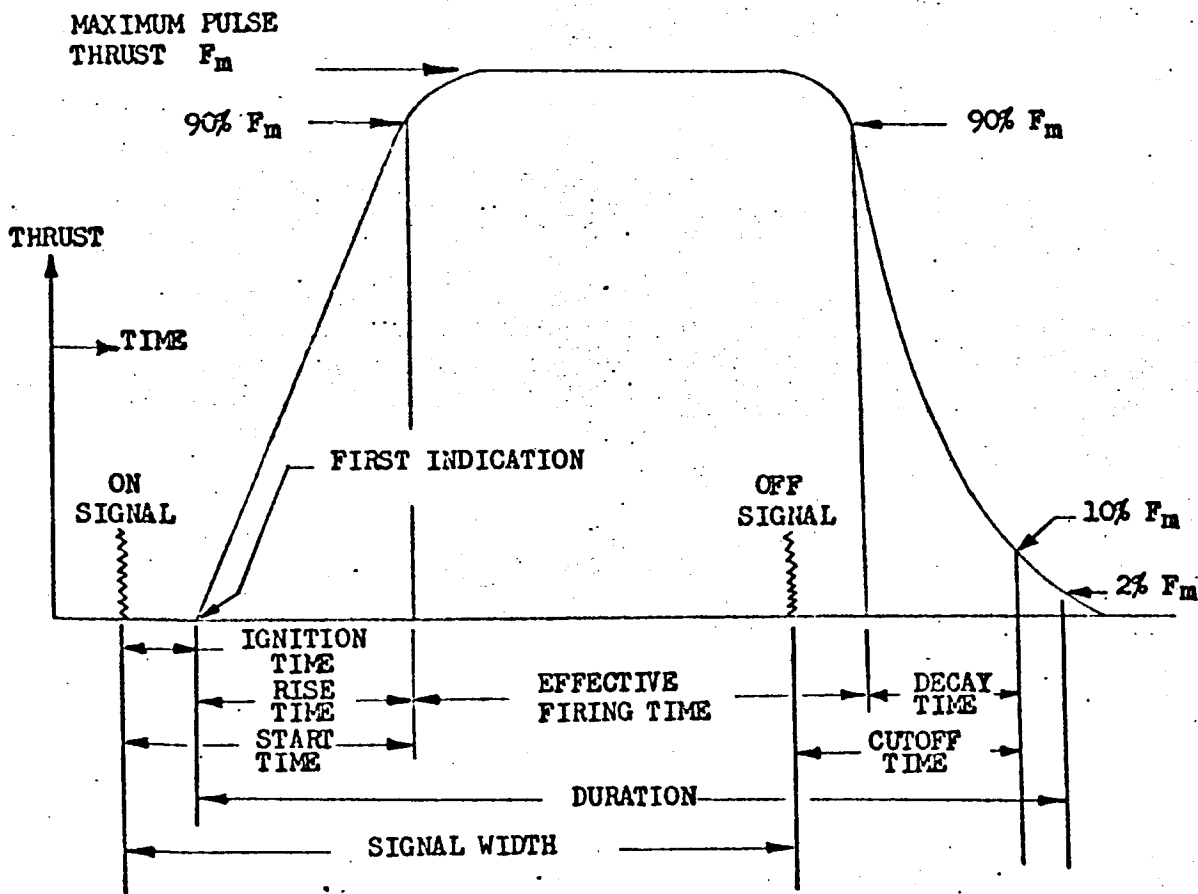 MAXIMUM PULSE
THRUST Fm
90% Fm
90% Fm
THRUST
TIME
FIRST INDICATION
ON
SIGNAL
OFF
SIGNAL
10% Fm
2% Fm
IGNITION
TIME
RISE
TIME
EFFECTIVE
FIRING TIME
DECAY
TIME
START
TIME
CUTOFF
TIME
DURATION
SIGNAL WIDTH